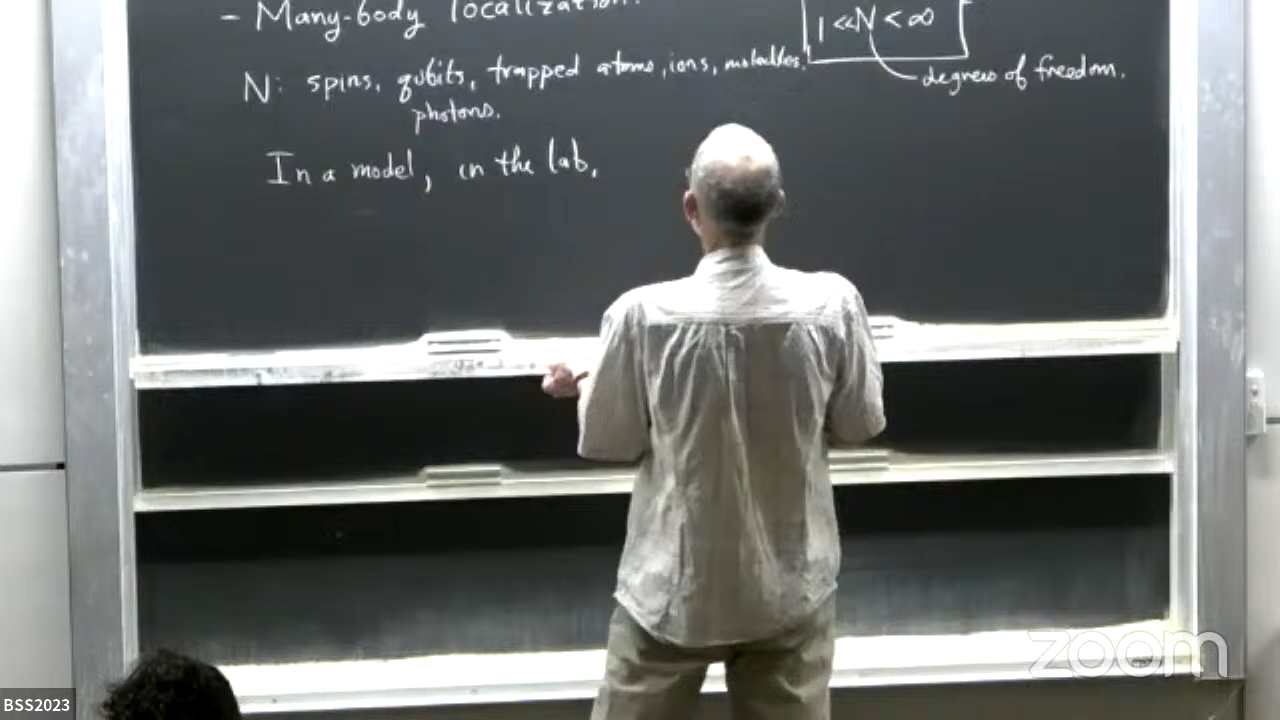 - Many-body localization.
1 << N < ∞
N: spins, qubits, trapped atoms, ions, molecules.
degrees of freedom.
photons.
In a model, in the lab,
zoom
BSS2023